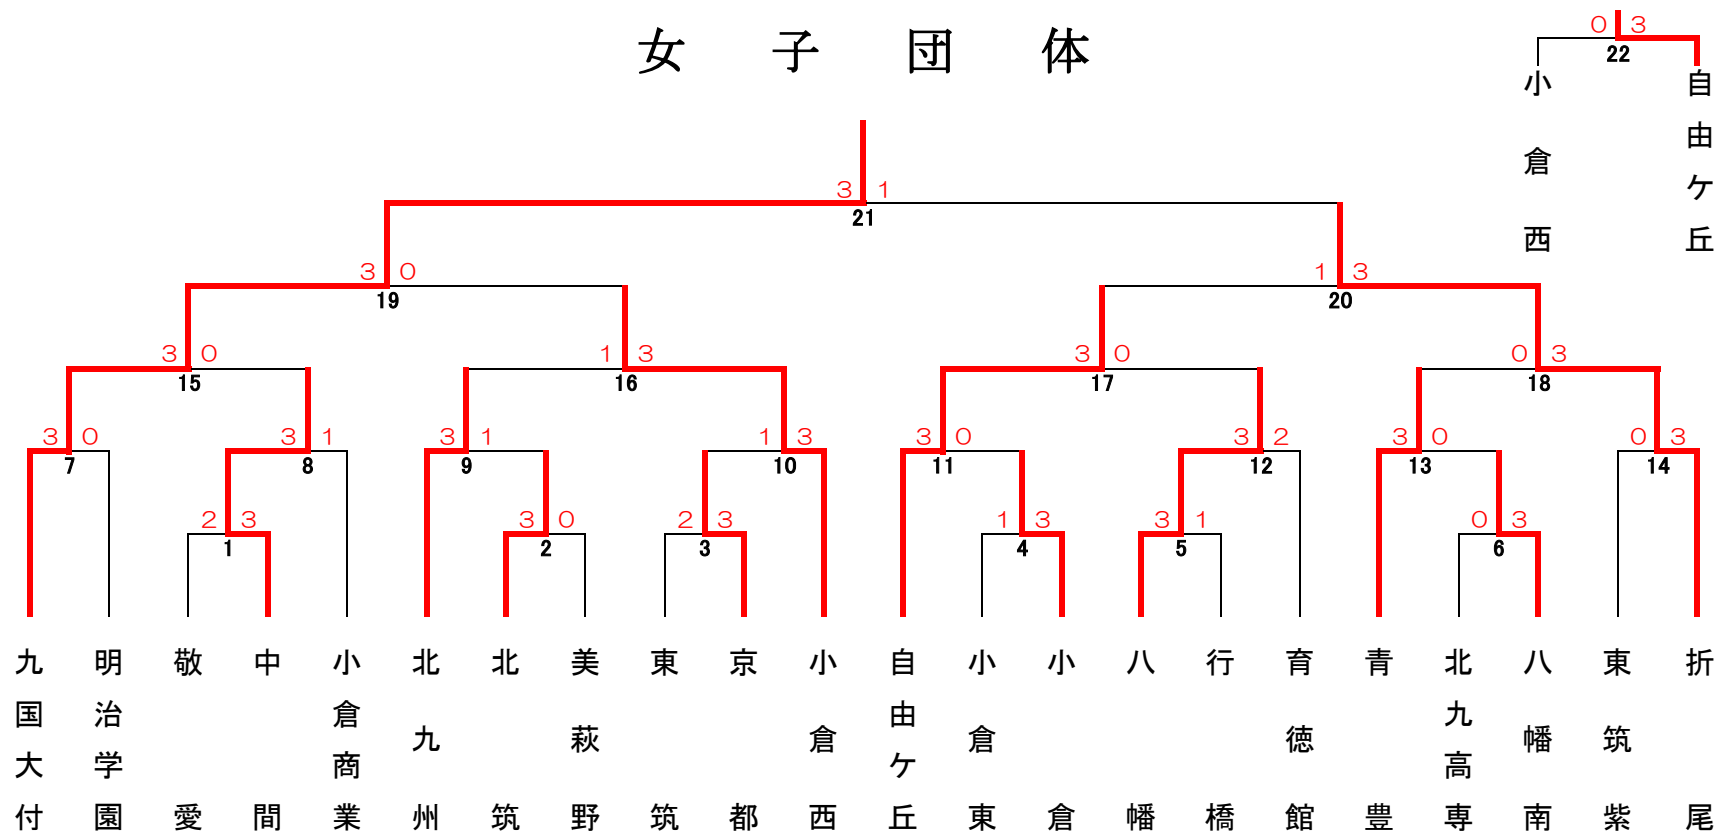 女子団体
0 3
22
小倉西
自由ケ丘
3 1
21
3 0
19
1 3
20
3 0
15
1 3
16
3 0
17
0 3
18
3 0
7
3 1
8
3 1
9
1 3
10
3 0
11
3 2
12
3 0
13
0 3
14
2 3
1
3 0
2
2 3
3
1 3
4
3 1
5
0 3
6
九国大付
明治学園
敬愛
中間
小倉商業
北九州
北筑
美萩野
東筑
京都
小倉西
自由ケ丘
小倉東
小倉
八幡
行橋
育徳館
青豊
北九高専
八幡南
東筑紫
折尾